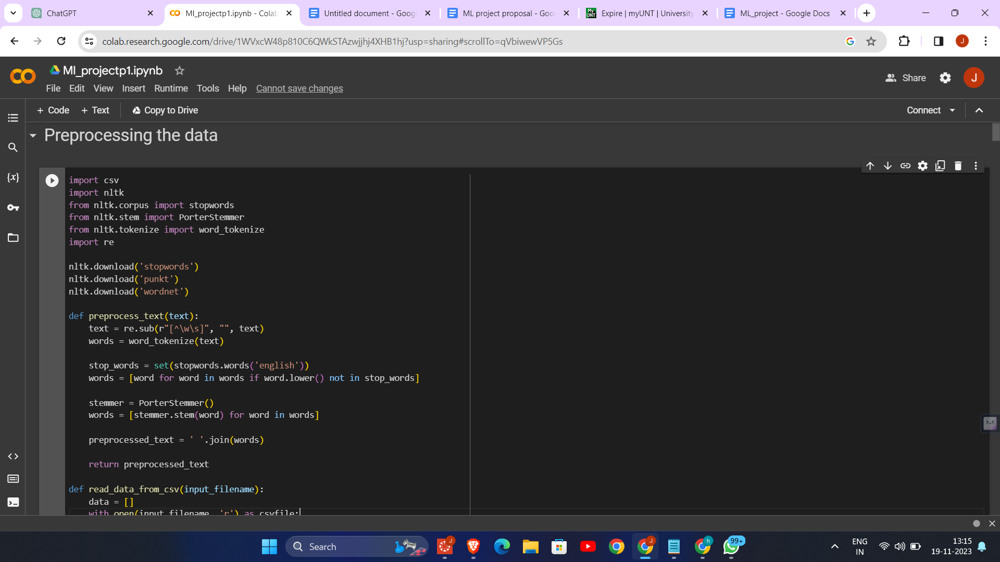 ChatGPT
Ml_projectp1.ipynb - Colab
Untitled document - Goog
ML project proposal - Goo
Expire | myUNT | University
ML_project - Google Docs
colab.research.google.com/drive/1WVxcW48p810C6QWkSTAzwjjhj4XHB1hj?usp=sharing#scrollTo=qVbiwewVP5Gs
J
Ml_projectp1.ipynb
Share
J
File Edit View Insert Runtime Tools Help Cannot save changes
+ Code + Text Copy to Drive
Connect
Preprocessing the data
{x}
import csv
import nltk
from nltk.corpus import stopwords
from nltk.stem import PorterStemmer
from nltk.tokenize import word_tokenize
import re
nltk.download('stopwords')
nltk.download('punkt')
nltk.download('wordnet')
def preprocess_text(text):
text = re.sub(r"[^\w\s]", "", text)
words = word_tokenize(text)
stop_words = set(stopwords.words('english'))
words = [word for word in words if word.lower() not in stop_words]
stemmer = PorterStemmer()
words = [stemmer.stem(word) for word in words]
preprocessed_text = ' '.join(words)
return preprocessed_text
def read_data_from_csv(input_filename):
data = []
with open(input_filename, 'r') as csvfile:
Search
J
J
h
99+
ENG
IN
13:15
19-11-2023